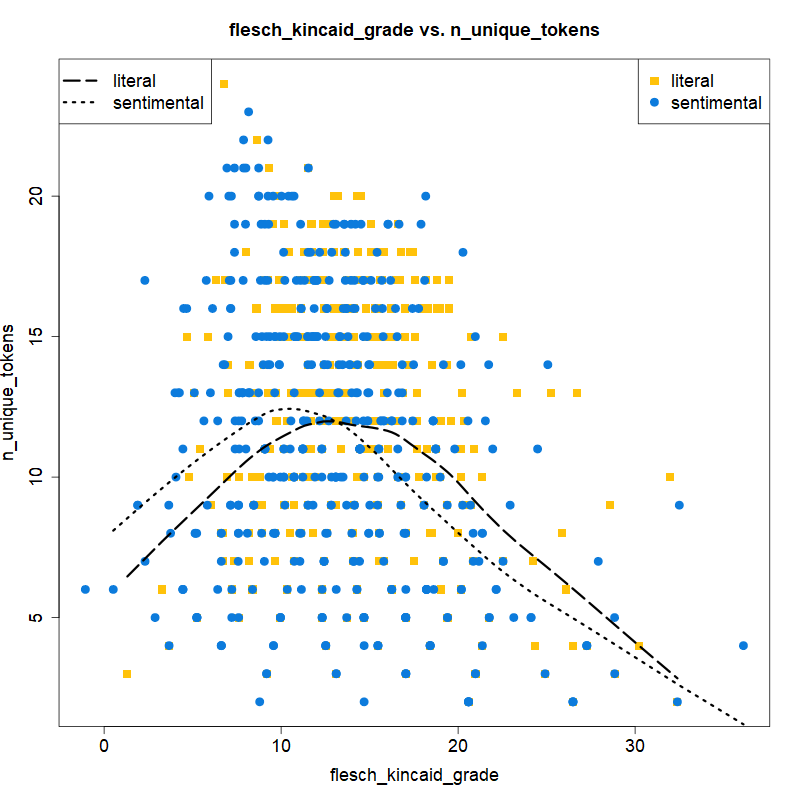 flesch_kincaid_grade vs. n_unique_tokens
literal
sentimental
literal
sentimental
n_unique_tokens
20
15
10
5
0
10
20
30
flesch_kincaid_grade